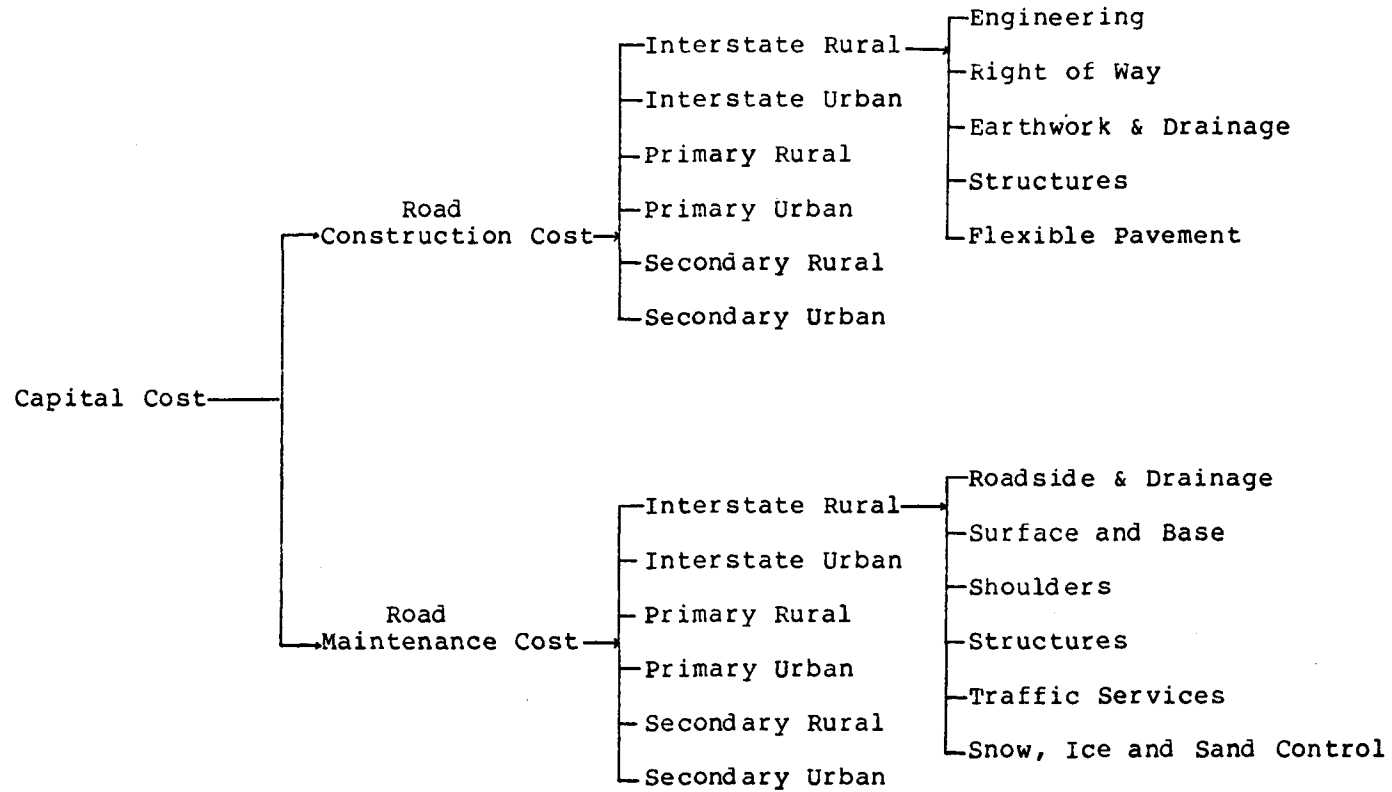 Capital Cost
Road
Construction Cost
Interstate Rural
Interstate Urban
Primary Rural
Primary Urban
Secondary Rural
Secondary Urban
Engineering
Right of Way
Earthwork & Drainage
Structures
Flexible Pavement
Road
Maintenance Cost
Interstate Rural
Interstate Urban
Primary Rural
Primary Urban
Secondary Rural
Secondary Urban
Roadside & Drainage
Surface and Base
Shoulders
Structures
Traffic Services
Snow, Ice and Sand Control